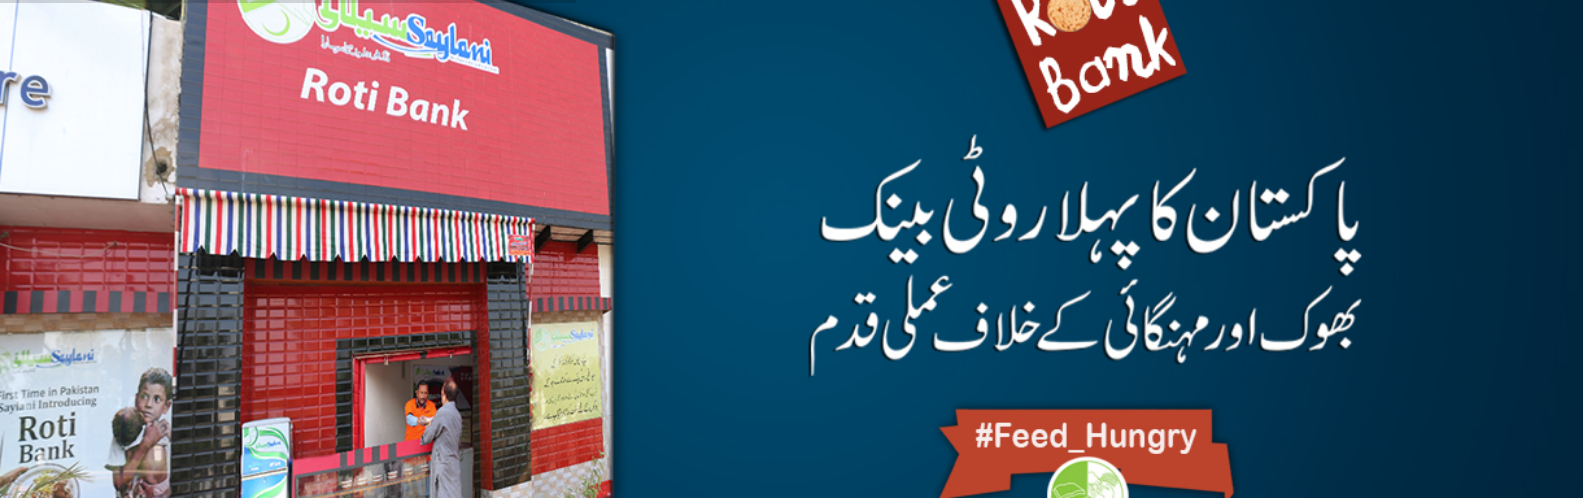 سیلانی Saylani
Roti Bank
re
سیلانی Saylani
First Time in Pakistan
Saylani Introducing
Roti
Bank
Saylani
Roti
Bank
پاکستان کا پہلا روٹی بینک
بھوک اور مہنگائی کے خلاف عملی قدم
#Feed_Hungry